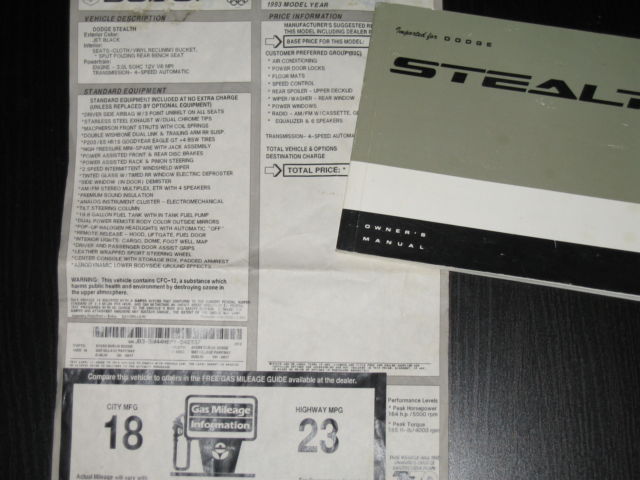 1993 MODEL YEAR
VEHICLE DESCRIPTION
DODGE STEALTH
Exterior Color:
JET BLACK
Interior:
SEATS-CLOTH/VINYL RECLINING BUCKET,
* SPLIT FOLDING REAR BENCH SEAT
Powertrain:
ENGINE - 3.0L SOHC 12V V/6 MPI
TRANSMISSION- 4-SPEED AUTOMATIC
STANDARD EQUIPMENT
STANDARD EQUIPMENT INCLUDED AT NO EXTRA CHARGE
(UNLESS REPLACED BY OPTIONAL EQUIPMENT)
*DRIVER SIDE AIRBAG W/3 POINT UNIBELT ON ALL SEATS
*STAINLESS STEEL EXHAUST W/DUAL CHROME TIPS
*MACPHERSON FRONT STRUTS WITH COIL SPRINGS
*DOUBLE WISHBONE DUAL LINK & TRAILING ARM RR SUSP.
*P205/65 HR15 GOODYEAR EAGLE GT +4 BSW TIRES
*HIGH PRESSURE MINI-SPARE WITH JACK ASSEMBLY
*POWER ASSISTED FRONT & REAR DISC BRAKES
*POWER ASSISTED RACK & PINION STEERING
*2 SPEED INTERMITTENT WINDSHIELD WIPER
*TINTED GLASS W/TIMED RR WINDOW ELECTRIC DEFROSTER
*SIDE WINDOW (IN DOOR) DEMISTER
*AM/FM STEREO MULTIPLEX, ETR WITH 4 SPEAKERS
*PREMIUM SOUND INSULATION
*ANALOG INSTRUMENT CLUSTER - ELECTROMECHANICAL
*TILT STEERING COLUMN
*19.8 GALLON FUEL TANK WITH IN TANK FUEL PUMP
*DUAL POWER REMOTE BODY COLOR OUTSIDE MIRRORS
*POP-UP HALOGEN HEADLIGHTS WITH AUTOMATIC "OFF"
*REMOTE RELEASE - HOOD, LIFTGATE, FUEL DOOR
*INTERIOR LIGHTS: CARGO, DOME, FOOT WELL, MAP
*DRIVER AND PASSENGER DOOR ASSIST GRIPS
*LEATHER WRAPPED SPORT STEERING WHEEL
*CENTER CONSOLE WITH STORAGE BOX, PADDED ARMREST
*AERODYNAMIC LOWER BODYSIDE GROUND EFFECTS
WARNING: This vehicle contains CFC-12, a substance which
harms public health and environment by destroying ozone in
the upper atmosphere.
PRICE INFORMATION
MANUFACTURER'S SUGGESTED
THIS MODEL INCLUDING DEALER
BASE PRICE FOR THIS MODEL:
CUSTOMER PREFERRED GROUP
* AIR CONDITIONING
* POWER DOOR LOCKS
* FLOOR MATS
* SPEED CONTROL
* REAR SPOILER - UPPER DECKLID
* WIPER/WASHER - REAR WINDOW
* POWER WINDOWS
* RADIO - AM/FM W/CASSETTE,
* EQUALIZER & 6 SPEAKERS
TRANSMISSION- 4-SPEED
TOTAL VEHICLE & OPTIONS
DESTINATION CHARGE
TOTAL PRICE: *
Imported for DODGE
STEAL
OWNER'S
MANUAL
Compare this vehicle to others in the FREE GAS MILEAGE GUIDE available at the dealer.
CITY MPG
18
Gas Mileage
Information
HIGHWAY MPG
23
Actual Mileage will vary with
Performance Levels
* Peak Horsepower
164 h.p./5500 rpm
* Peak Torque
185 lt-lb/4000 rpm